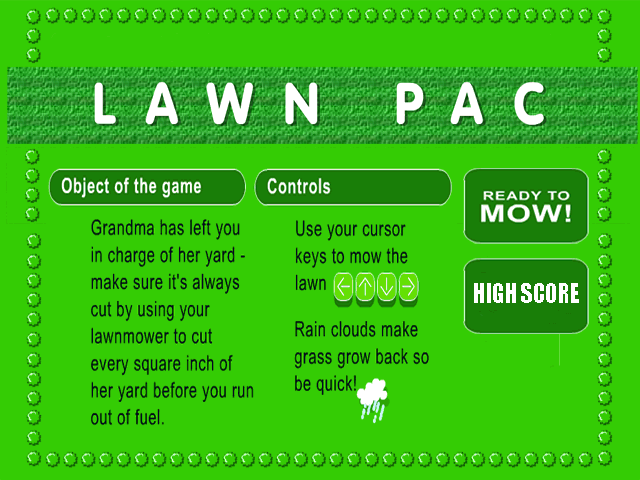 LAWN PAC
Object of the game
Grandma has left you
in charge of her yard -
make sure it's always
cut by using your
lawnmower to cut
every square inch of
her yard before you run
out of fuel.
Controls
Use your cursor
keys to mow the
lawn ← ↑ ↓ →
Rain clouds make
grass grow back so
be quick!
READY TO
MOW!
HIGH SCORE